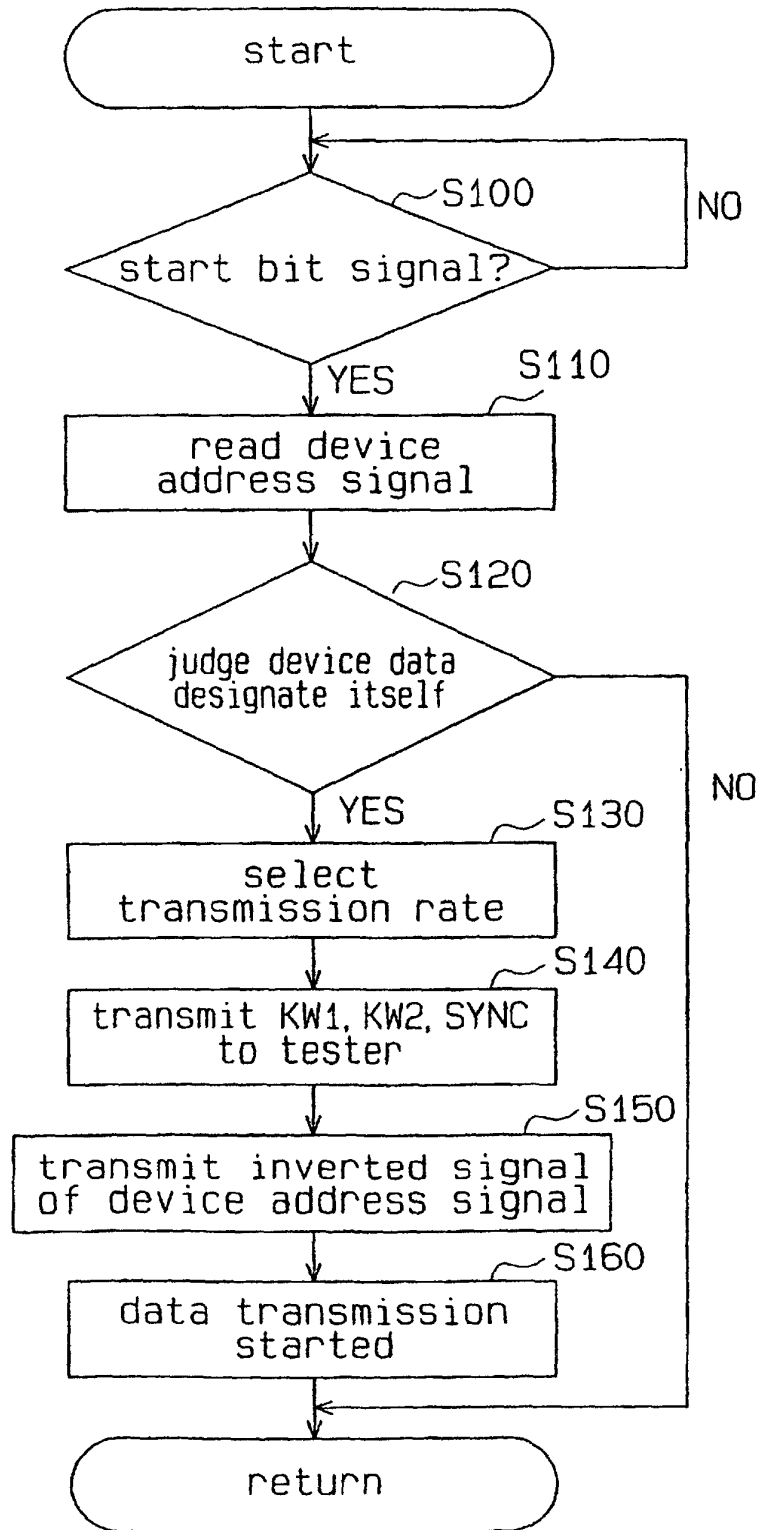 start
S100
NO
start bit signal?
YES
S110
read device
address signal
S120
judge device data
designate itself
NO
YES
S130
select
transmission rate
S140
transmit KW1, KW2, SYNC
to tester
S150
transmit inverted signal
of device address signal
S160
data transmission
started
return